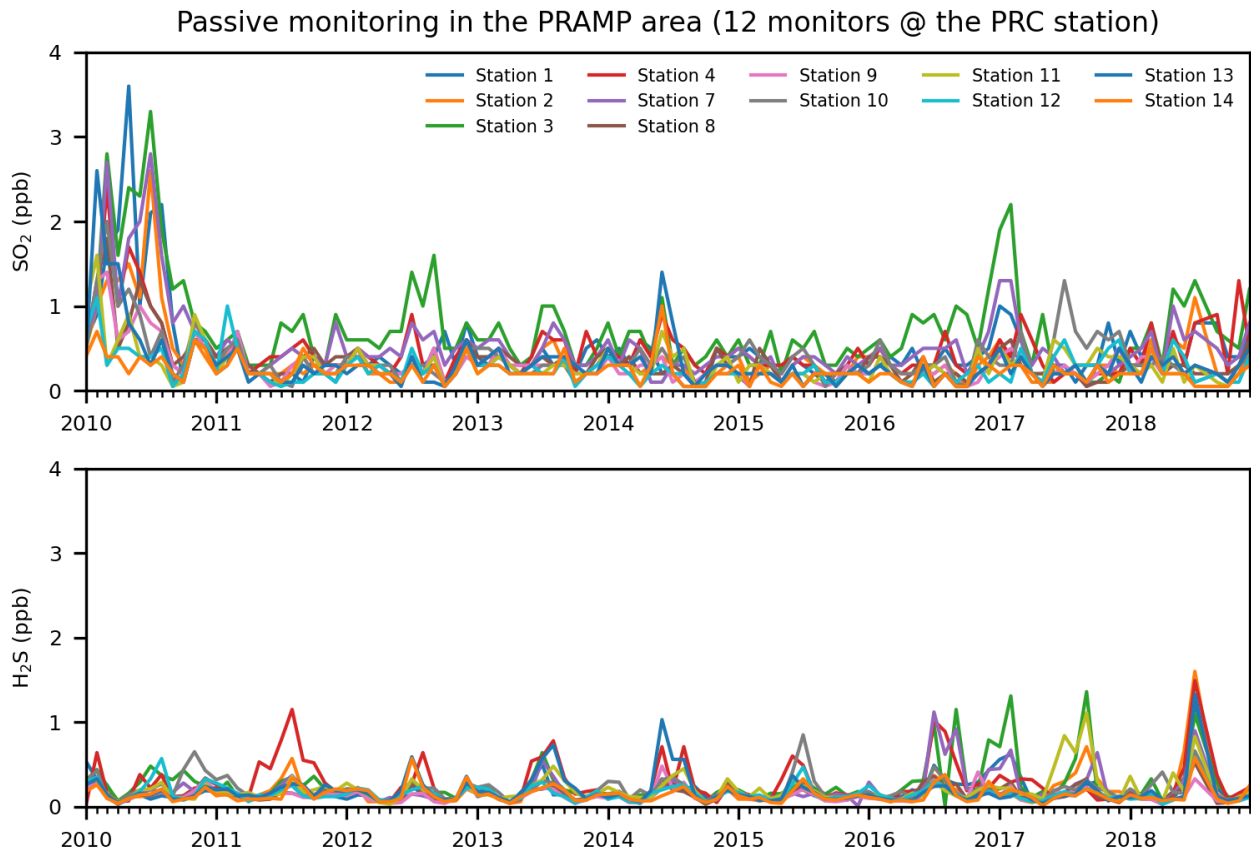 Passive monitoring in the PRAMP area (12 monitors @ the PRC station)
4
3
2
1
0
SO₂ (ppb)
Station 1 Station 4 Station 9 Station 11 Station 13
Station 2 Station 7 Station 10 Station 12 Station 14
Station 3 Station 8
2010 2011 2012 2013 2014 2015 2016 2017 2018
4
3
2
1
0
H₂S (ppb)
2010 2011 2012 2013 2014 2015 2016 2017 2018